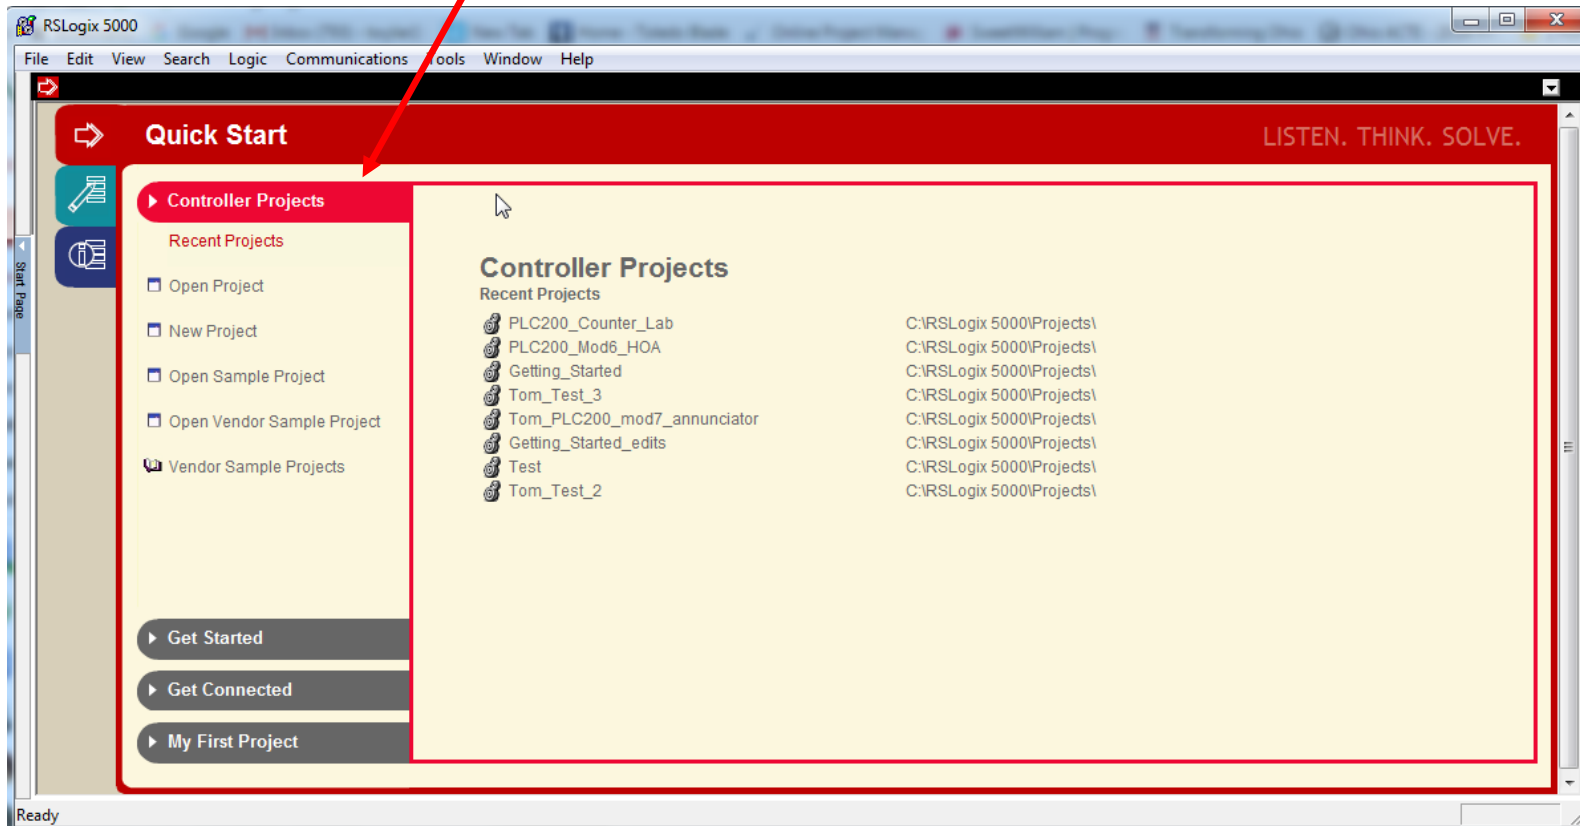 RSLogix 5000
File Edit View Search Logic Communications Tools Window Help
Quick Start
LISTEN. THINK. SOLVE.
Start Page
Controller Projects
Recent Projects
Open Project
New Project
Open Sample Project
Open Vendor Sample Project
Vendor Sample Projects
Get Started
Get Connected
My First Project
Controller Projects
Recent Projects
PLC200_Counter_Lab C:\RSLogix 5000\Projects\
PLC200_Mod6_HOA C:\RSLogix 5000\Projects\
Getting_Started C:\RSLogix 5000\Projects\
Tom_Test_3 C:\RSLogix 5000\Projects\
Tom_PLC200_mod7_annunciator C:\RSLogix 5000\Projects\
Getting_Started_edits C:\RSLogix 5000\Projects\
Test C:\RSLogix 5000\Projects\
Tom_Test_2 C:\RSLogix 5000\Projects\
Ready